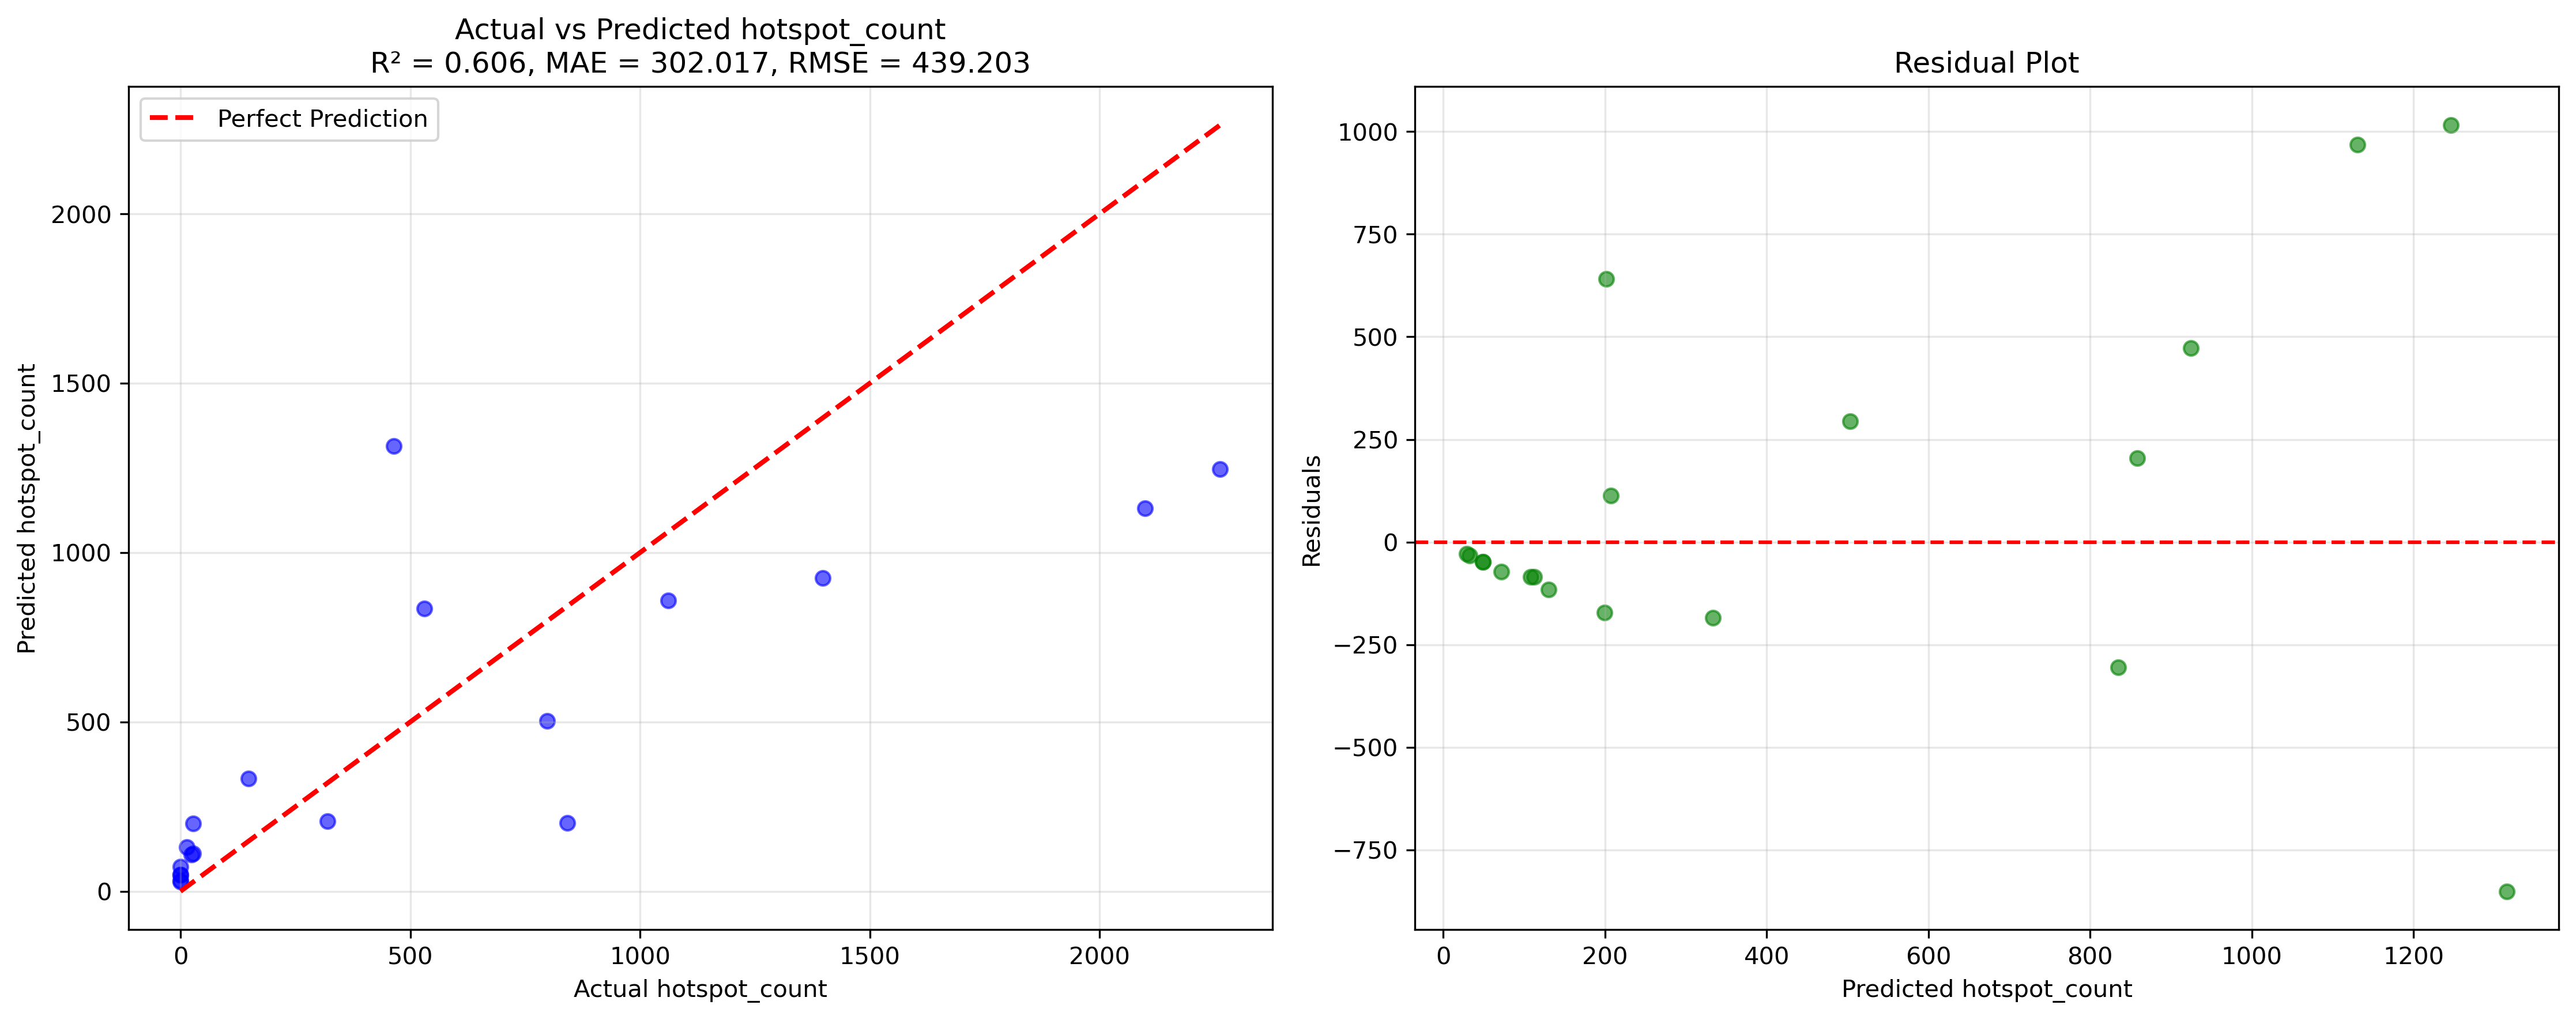 Actual vs Predicted hotspot_count
R² = 0.606, MAE = 302.017, RMSE = 439.203
Perfect Prediction
Predicted hotspot_count
2000
1500
1000
500
0
0 500 1000 1500 2000
Actual hotspot_count
Residual Plot
Residuals
1000
750
500
250
0
−250
−500
−750
0 200 400 600 800 1000 1200
Predicted hotspot_count